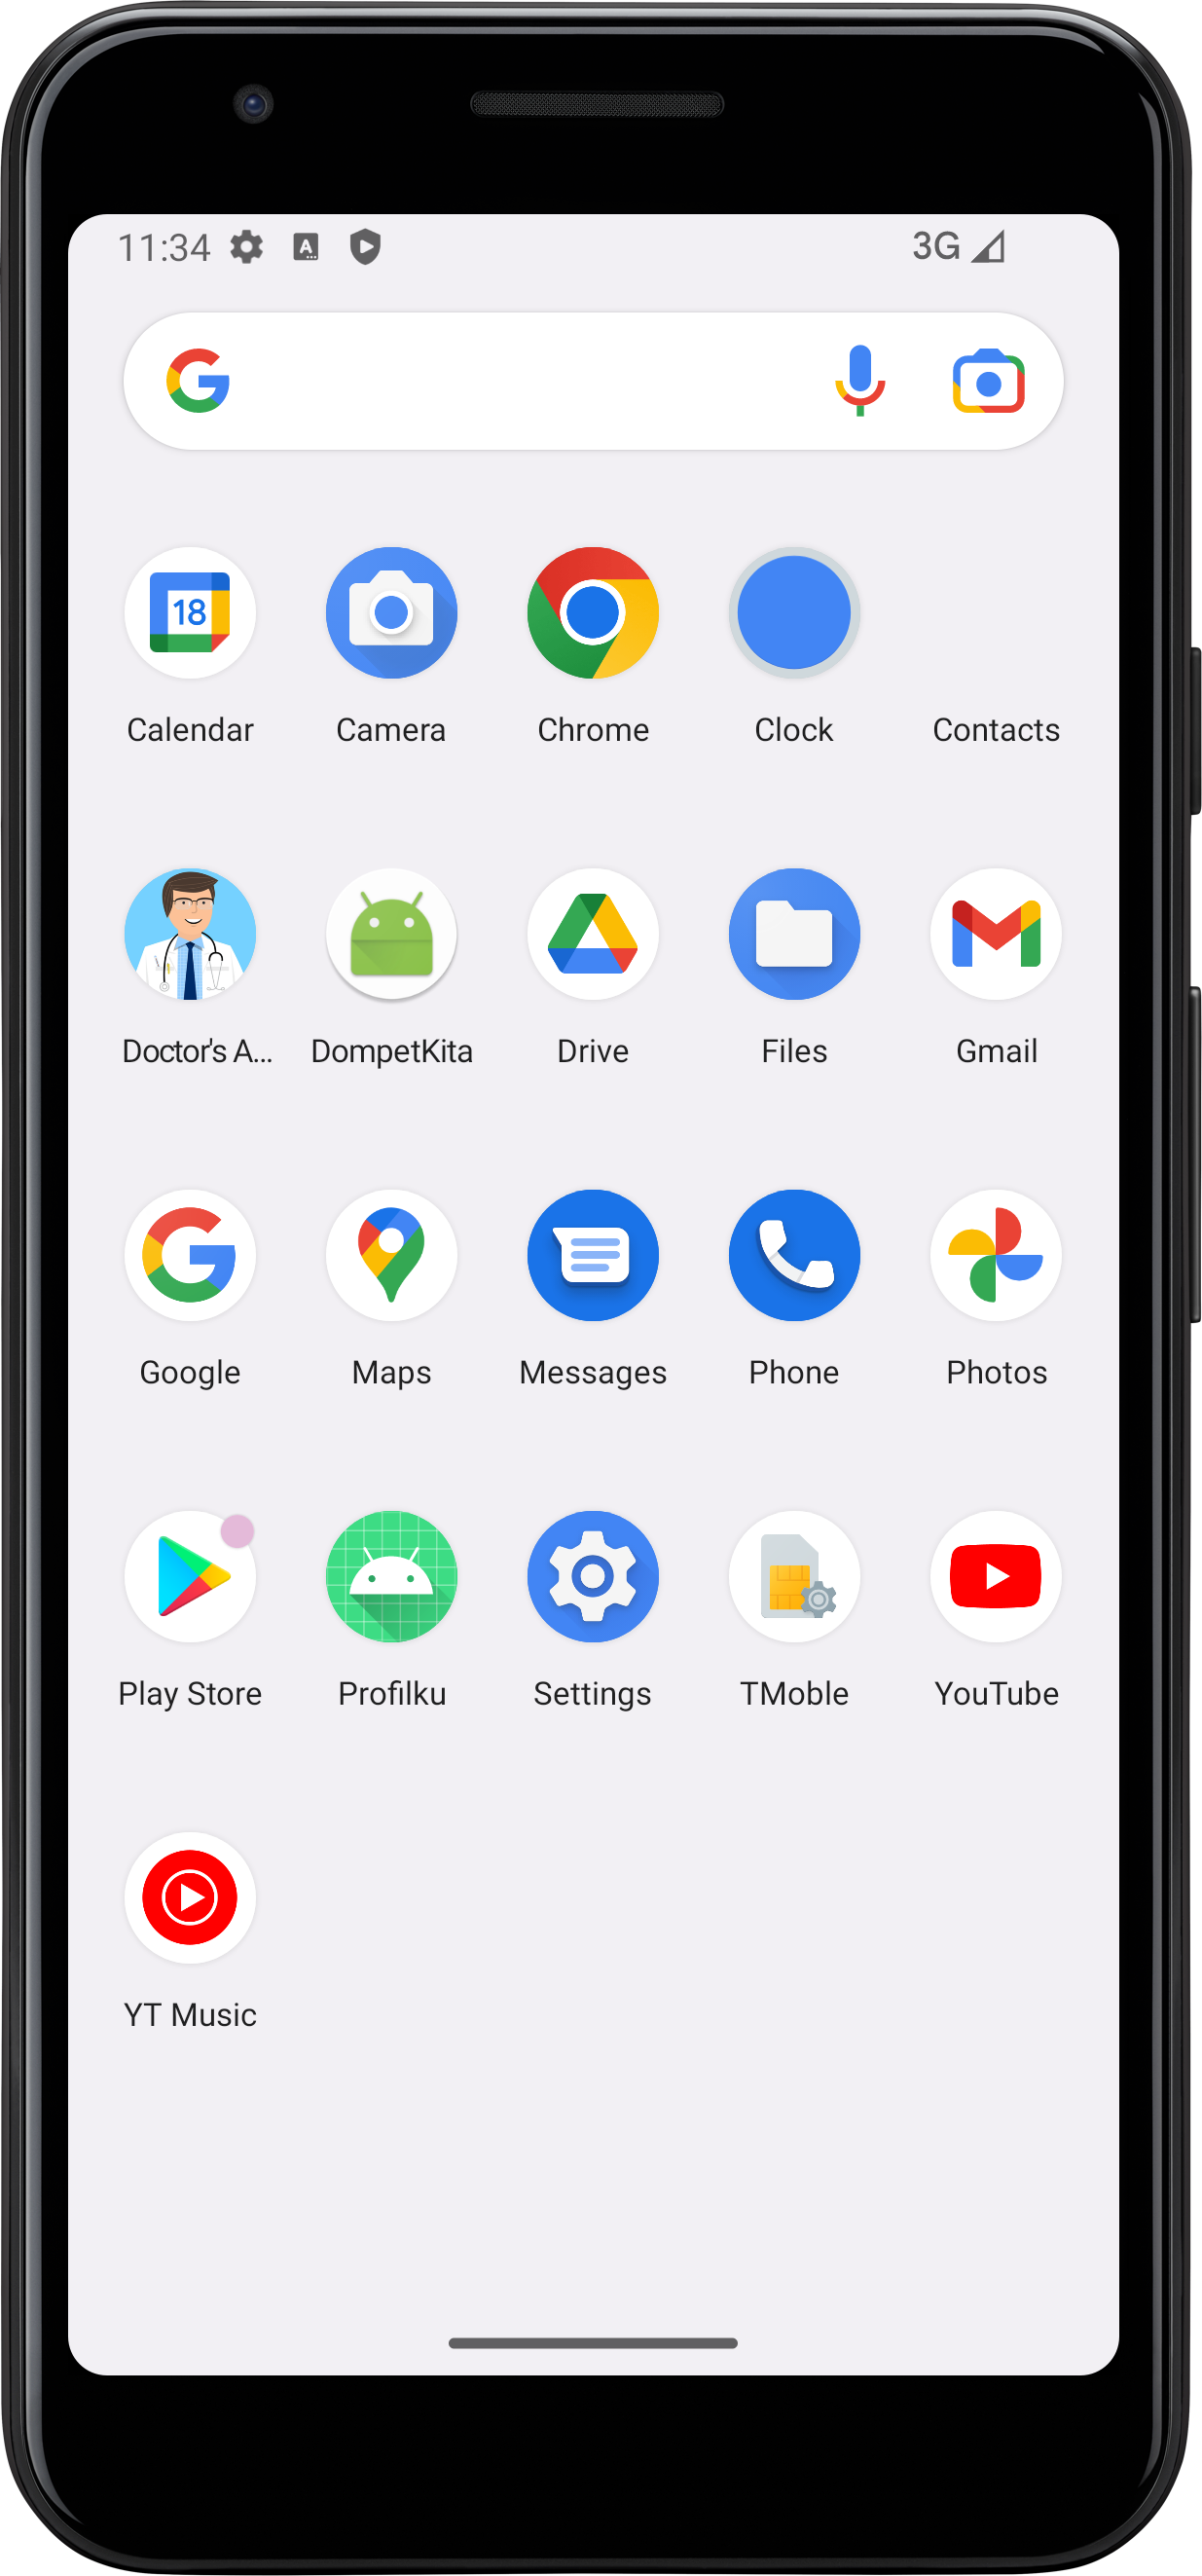 11:34 3G
18
Calendar Camera Chrome Clock Contacts
Doctor's A... DompetKita Drive Files Gmail
Google Maps Messages Phone Photos
Play Store Profilku Settings TMoble YouTube
YT Music